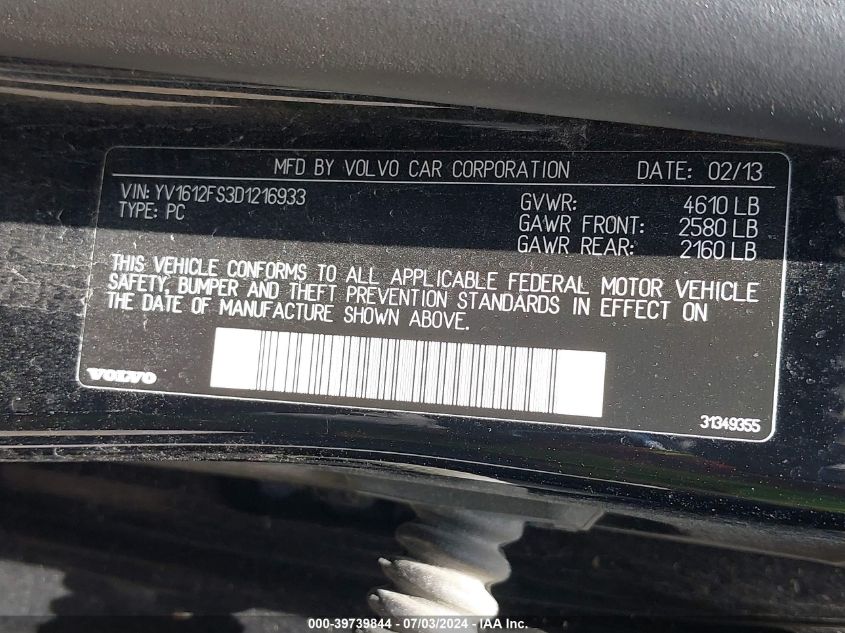 MFD BY VOLVO CAR CORPORATION DATE: 02/13
VIN: YV1612FS3D1216933
TYPE: PC
GVWR: 4610 LB
GAWR FRONT: 2580 LB
GAWR REAR: 2160 LB
THIS VEHICLE CONFORMS TO ALL APPLICABLE FEDERAL MOTOR VEHICLE
SAFETY, BUMPER AND THEFT PREVENTION STANDARDS IN EFFECT ON
THE DATE OF MANUFACTURE SHOWN ABOVE.
VOLVO
31349355
000-39739844 - 07/03/2024 - IAA Inc.